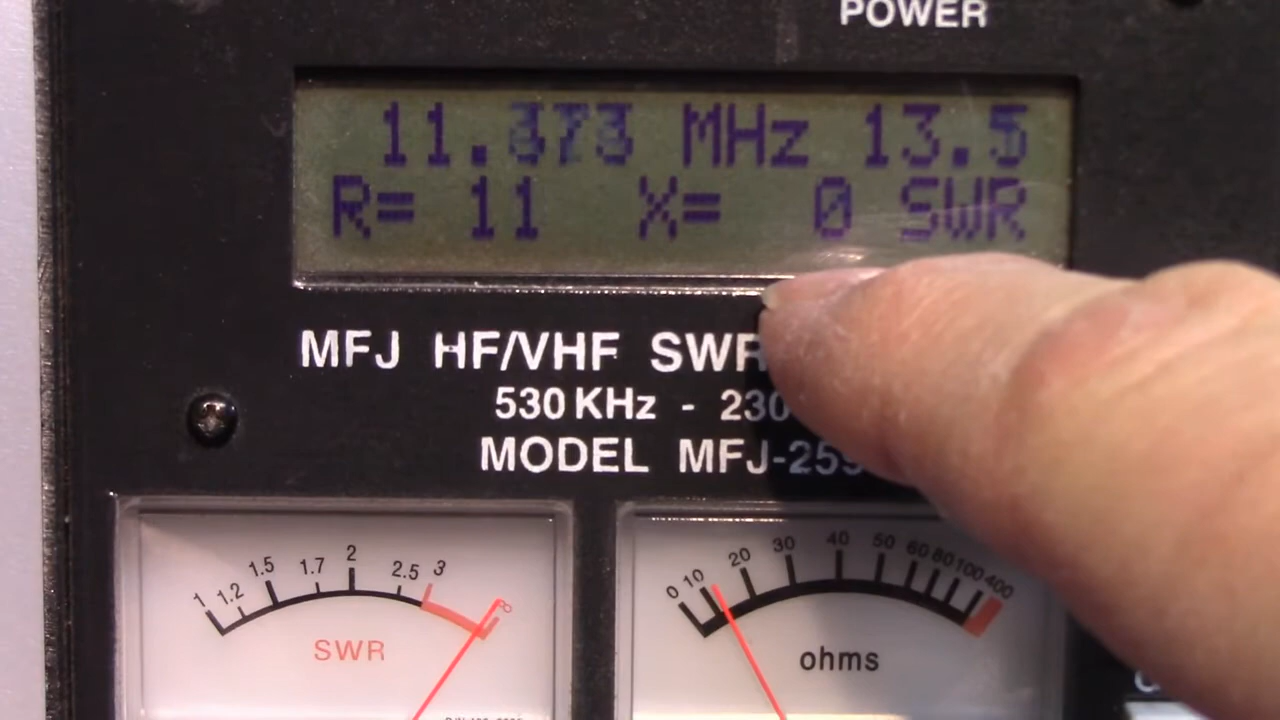 POWER
11.373 MHz 13.5
R= 11 X= 0 SWR
MFJ HF/VHF SWR
530 KHz - 230
MODEL MFJ-259
1 1.2 1.5 1.7 2 2.5 3 ∞
SWR
0 10 20 30 40 50 60 80 100 400
ohms